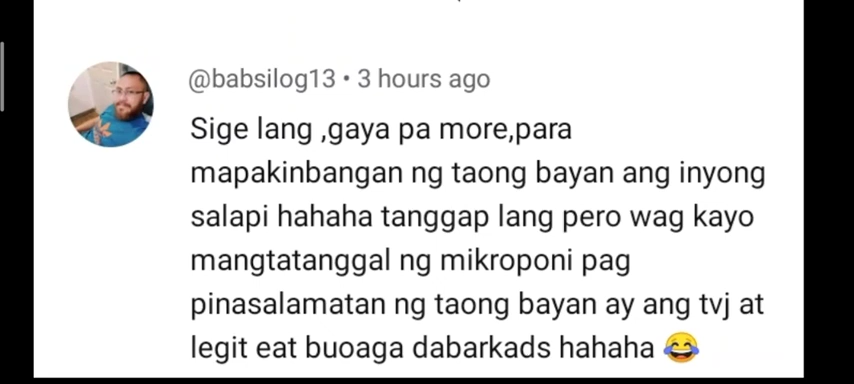 @babsilog13 • 3 hours ago
Sige lang ,gaya pa more,para
mapakinbangan ng taong bayan ang inyong
salapi hahaha tanggap lang pero wag kayo
mangtatanggal ng mikroponi pag
pinasalamatan ng taong bayan ay ang tvj at
legit eat buoaga dabarkads hahaha 😂